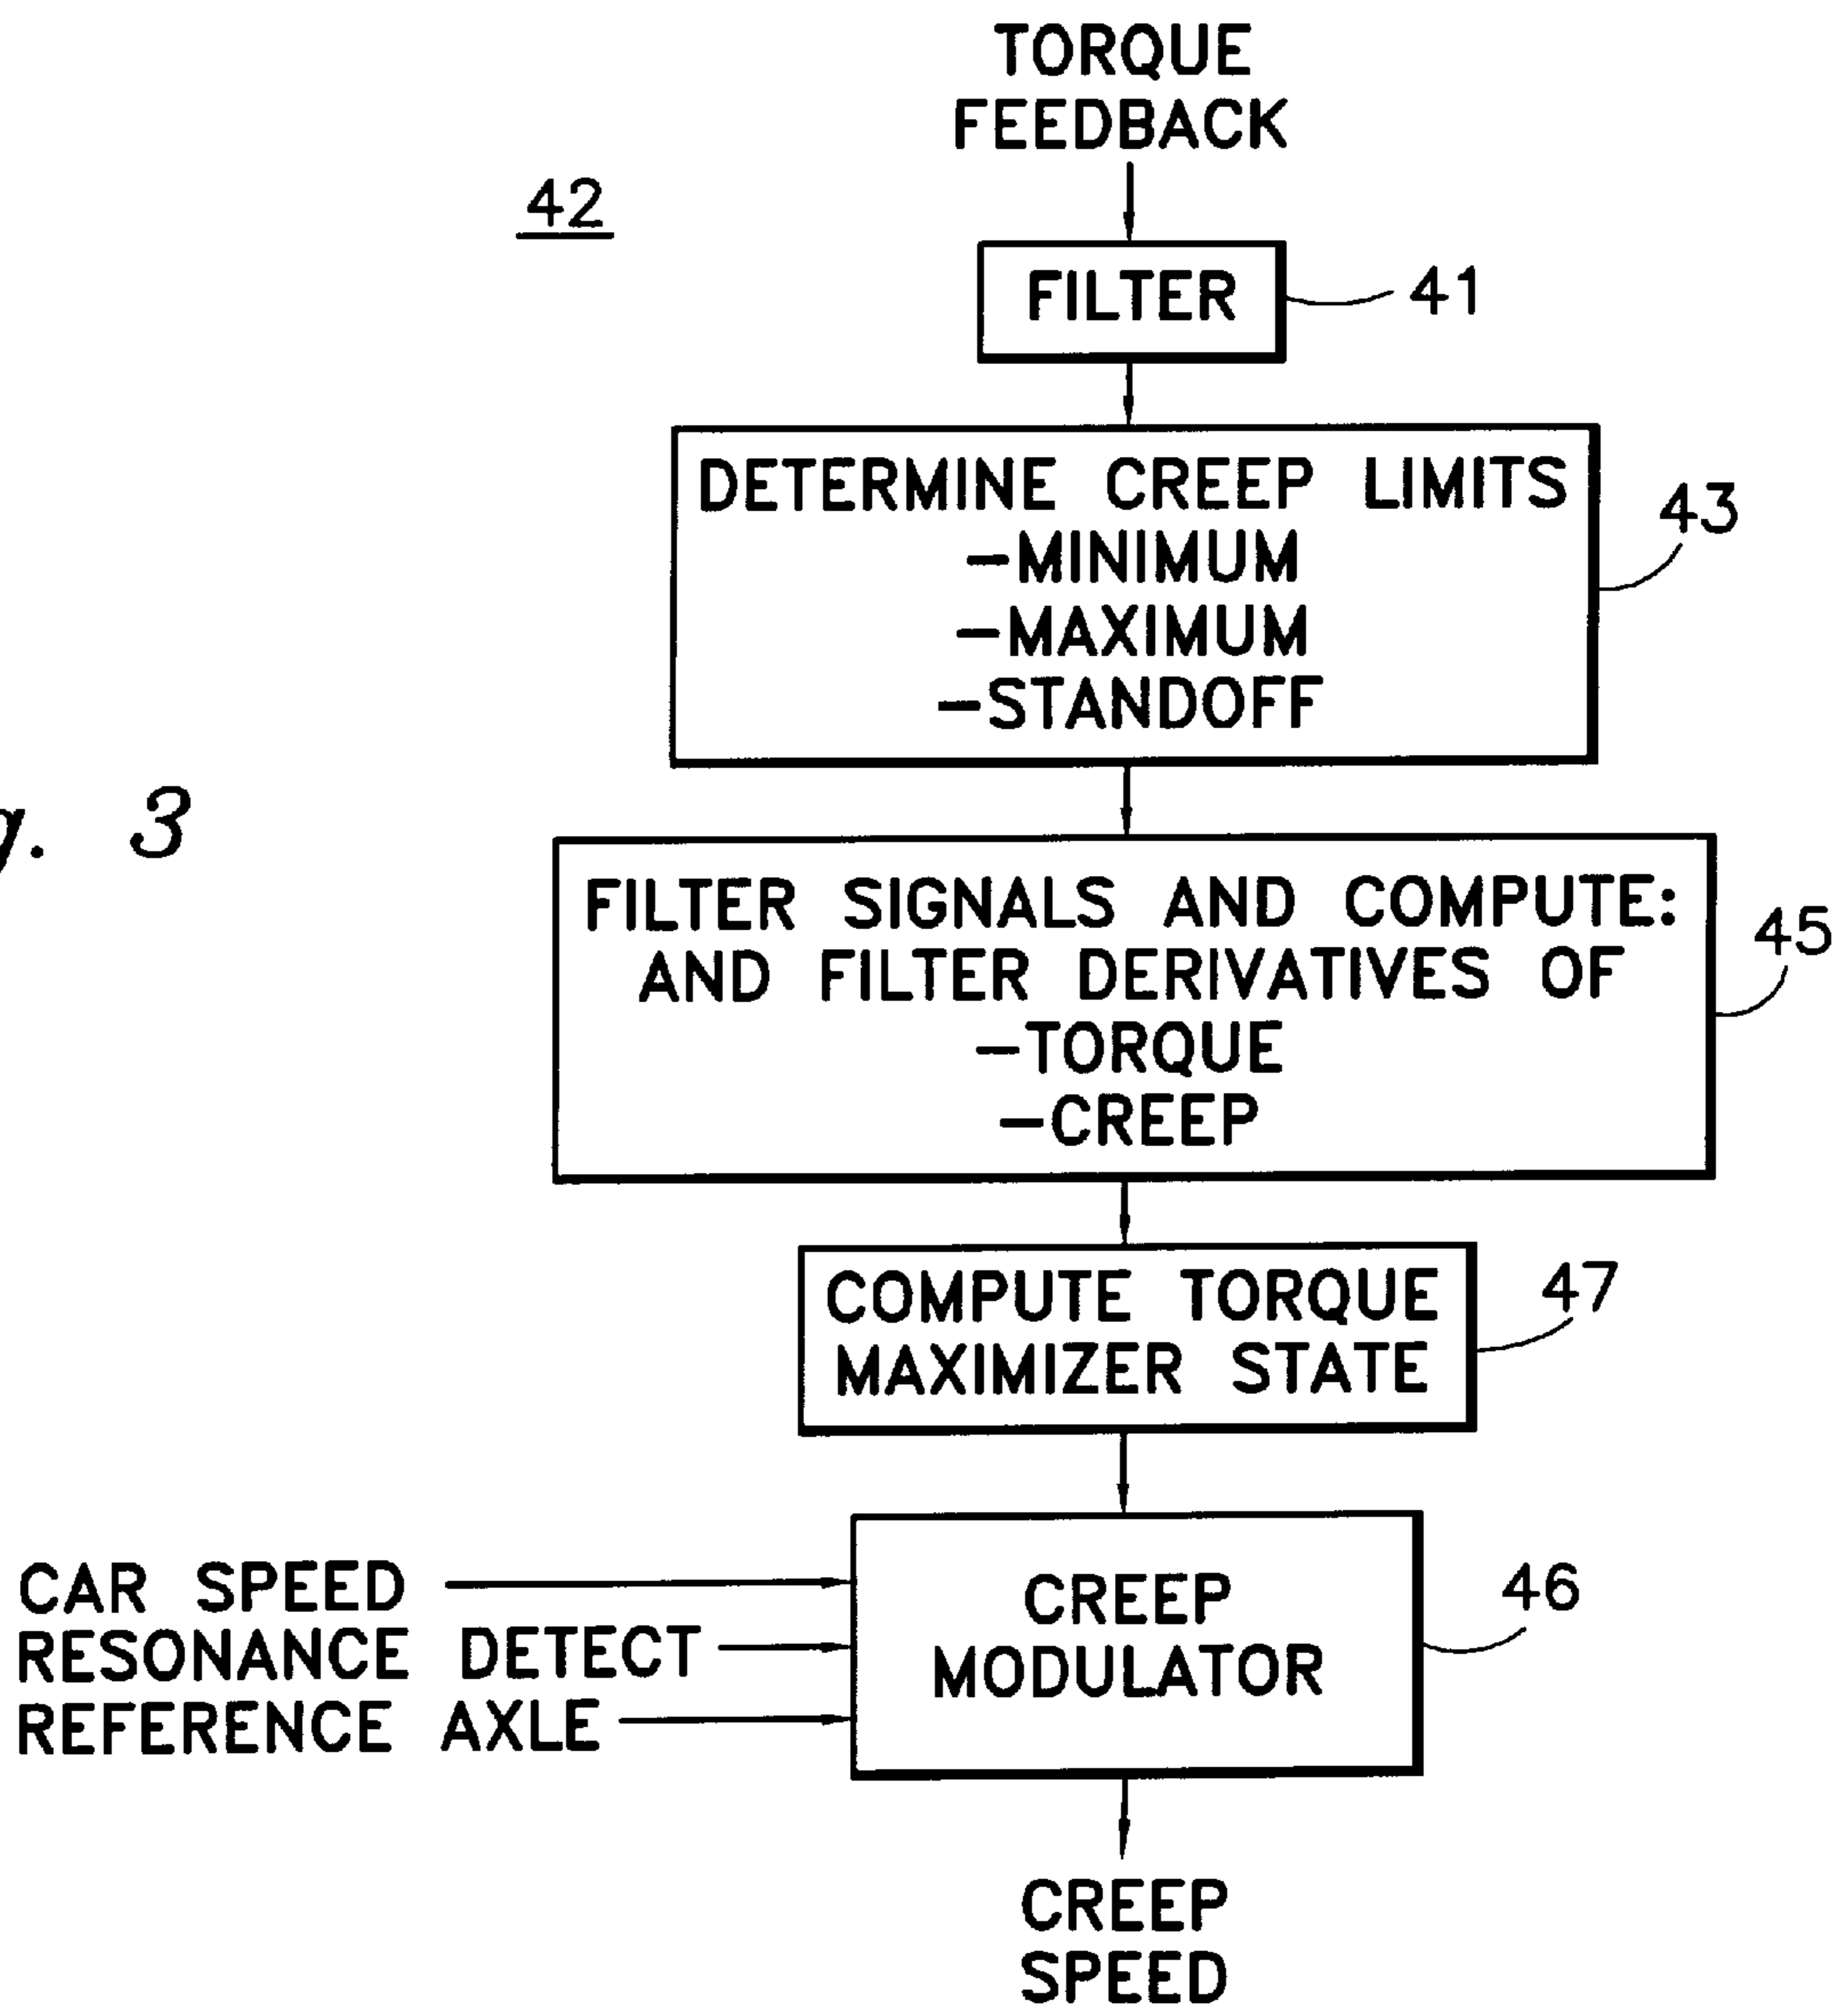 TORQUE
FEEDBACK
42
FILTER
41
DETERMINE CREEP LIMITS
-MINIMUM
-MAXIMUM
-STANDOFF
43
3
FILTER SIGNALS AND COMPUTE:
AND FILTER DERIVATIVES OF
-TORQUE
-CREEP
45
COMPUTE TORQUE
MAXIMIZER STATE
47
CAR SPEED
RESONANCE DETECT
REFERENCE AXLE
CREEP
MODULATOR
46
CREEP
SPEED